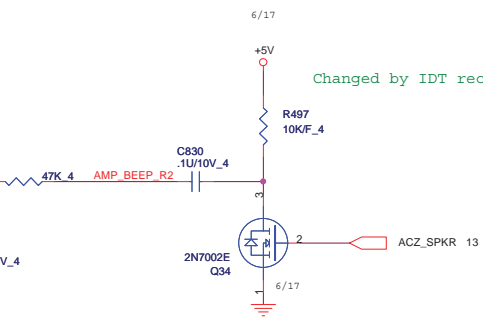 6/17
+5V
Changed by IDT rec
R497
10K/F_4
C830
.1U/10V_4
47K_4
AMP_BEEP_R2
3
2
ACZ_SPKR 13
2N7002E
Q34
V_4
1
6/17